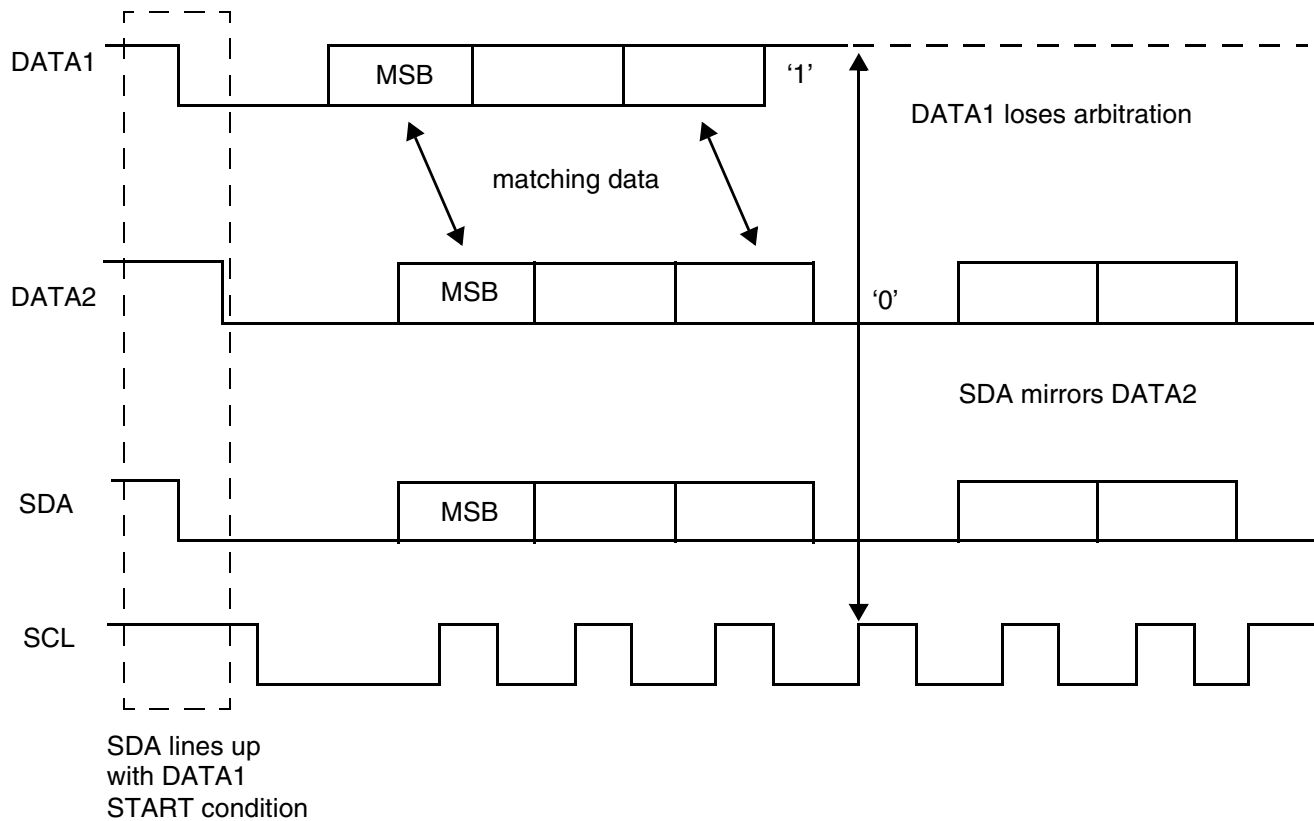 DATA1
MSB
‘1’
DATA1 loses arbitration
matching data
DATA2
MSB
‘0’
SDA mirrors DATA2
SDA
MSB
SCL
SDA lines up
with DATA1
START condition